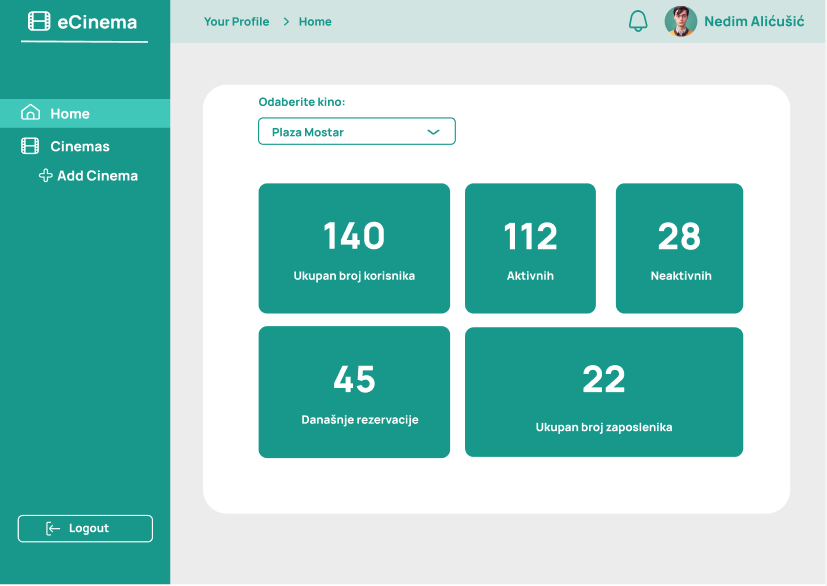 eCinema
Your Profile > Home
Nedim Alićušić
Home
Cinemas
Add Cinema
Logout
Odaberite kino:
Plaza Mostar
140
Ukupan broj korisnika
112
Aktivnih
28
Neaktivnih
45
Današnje rezervacije
22
Ukupan broj zaposlenika